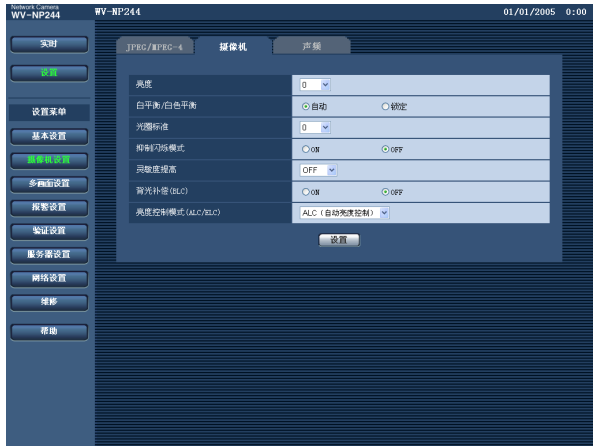 Network Camera
WV-NP244
WV-NP244
01/01/2005 0:00
实时
设置
设置菜单
基本设置
摄像机设置
多画面设置
报警设置
验证设置
服务器设置
网络设置
维修
帮助
JPEG/MPEG-4
摄像机
声频
亮度
0
白平衡/白色平衡
自动
锁定
光圈标准
0
抑制闪烁模式
ON
OFF
灵敏度提高
OFF
背光补偿(BLC)
ON
OFF
亮度控制模式(ALC/ELC)
ALC (自动亮度控制)
设置